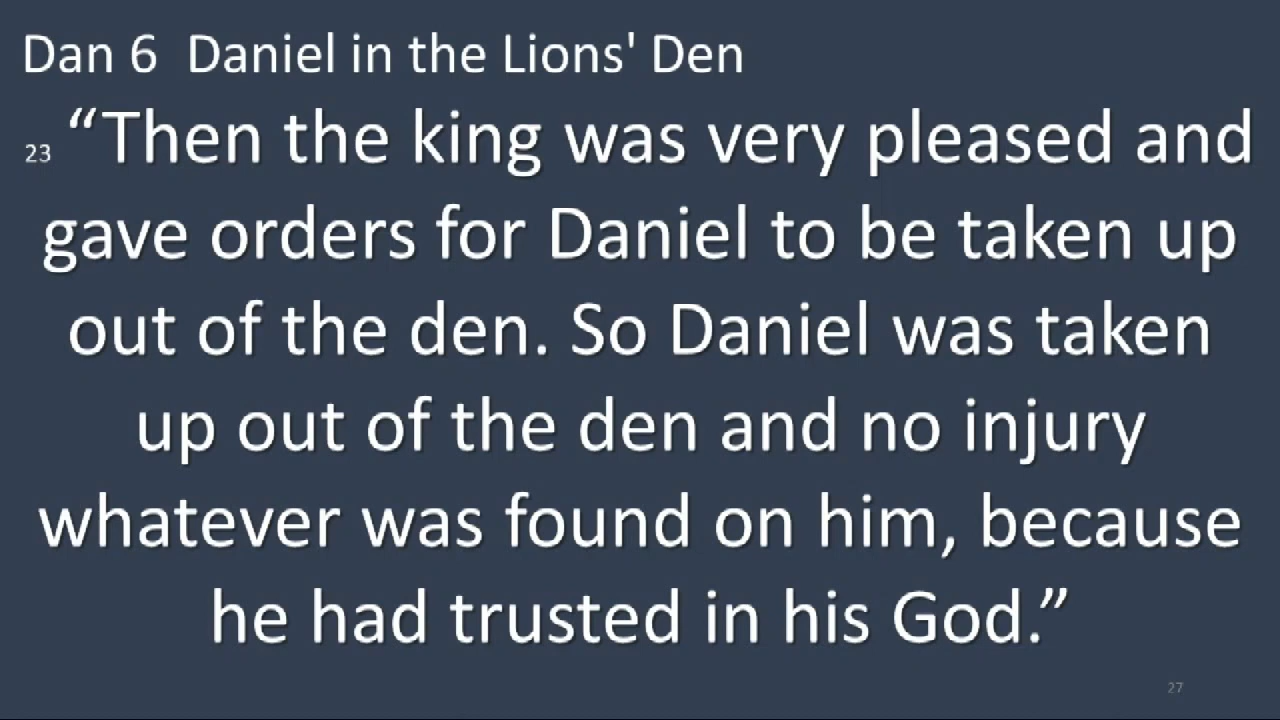 Dan 6  Daniel in the Lions' Den
23 “Then the king was very pleased and
gave orders for Daniel to be taken up
out of the den. So Daniel was taken
up out of the den and no injury
whatever was found on him, because
he had trusted in his God.”
27